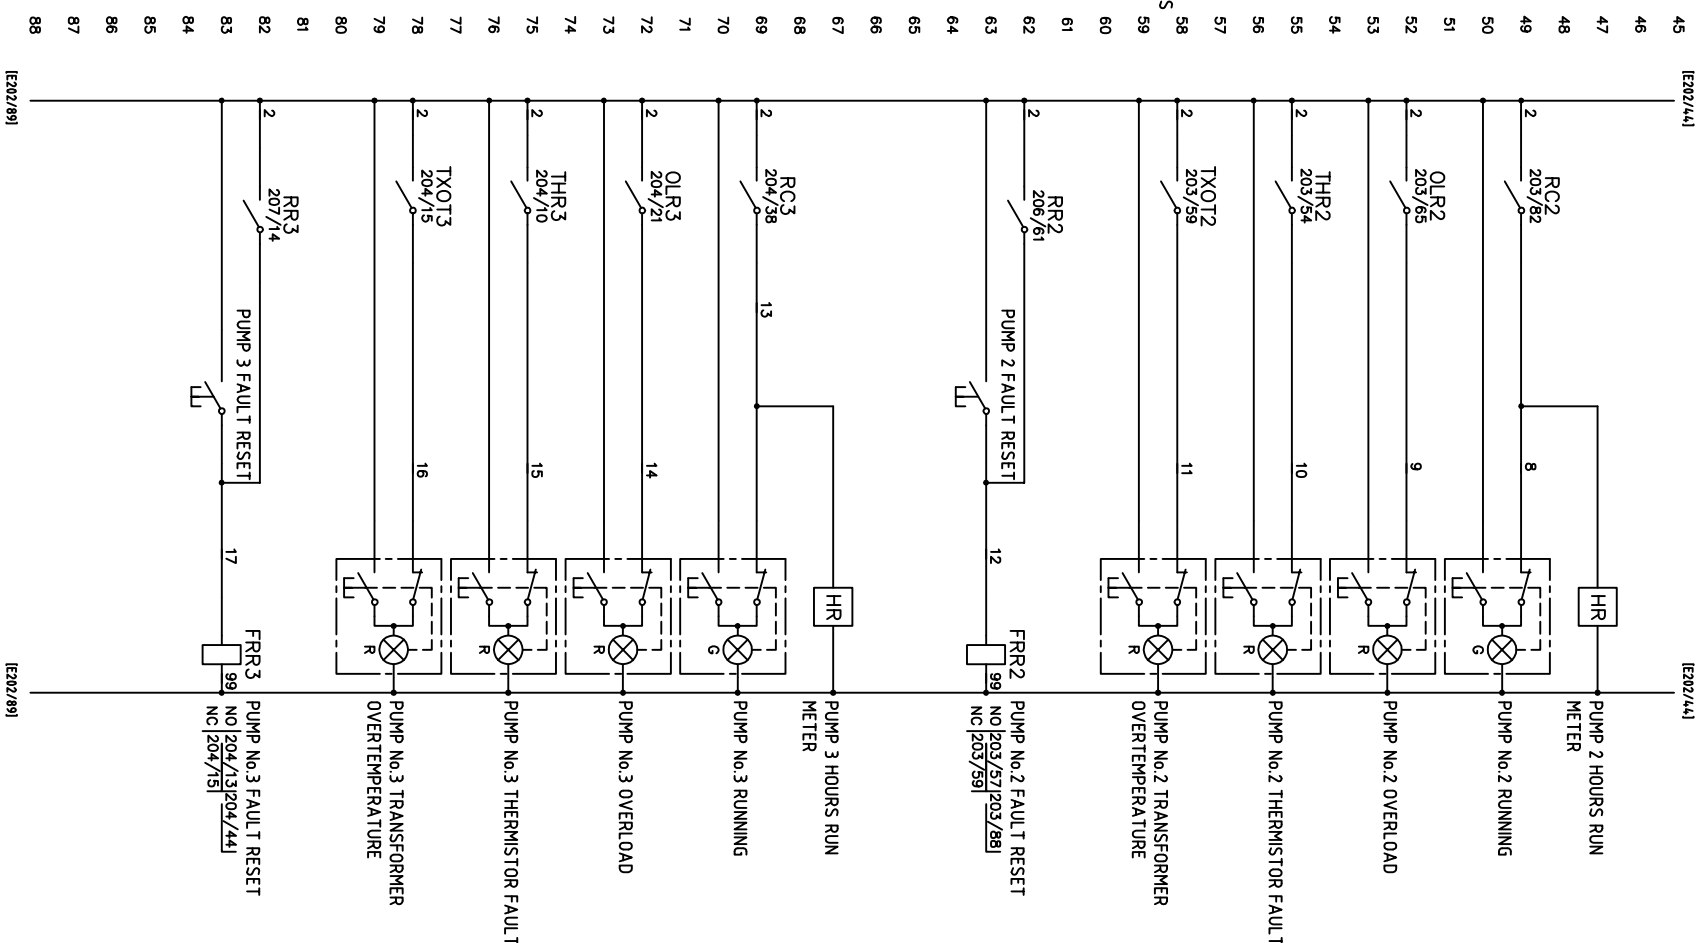 [E202/44]
[E202/44]
45
46
47
PUMP 2 HOURS RUN
METER
HR
48
49
2
RC2
203/82
8
50
G
PUMP No.2 RUNNING
51
52
2
OLR2
203/65
9
53
R
PUMP No.2 OVERLOAD
54
55
2
THR2
203/54
10
56
R
PUMP No.2 THERMISTOR FAULT
57
S
58
2
TXOT2
203/59
11
59
R
PUMP No.2 TRANSFORMER
OVERTEMPERATURE
60
61
62
2
RR2
206/61
PUMP 2 FAULT RESET
63
12
FRR2
99
PUMP No.2 FAULT RESET
NO 203/57 203/88
NC 203/59
64
65
66
67
HR
PUMP 3 HOURS RUN
METER
68
69
2
RC3
204/38
13
70
G
PUMP No.3 RUNNING
71
72
2
OLR3
204/21
14
73
R
PUMP No.3 OVERLOAD
74
75
2
THR3
204/10
15
76
R
PUMP No.3 THERMISTOR FAULT
77
78
2
TXOT3
204/15
16
79
R
PUMP No.3 TRANSFORMER
OVERTEMPERATURE
80
81
82
2
RR3
207/14
PUMP 3 FAULT RESET
83
17
FRR3
99
PUMP No.3 FAULT RESET
NO 204/13 204/44
NC 204/15
84
85
86
87
88
[E202/89]
[E202/89]